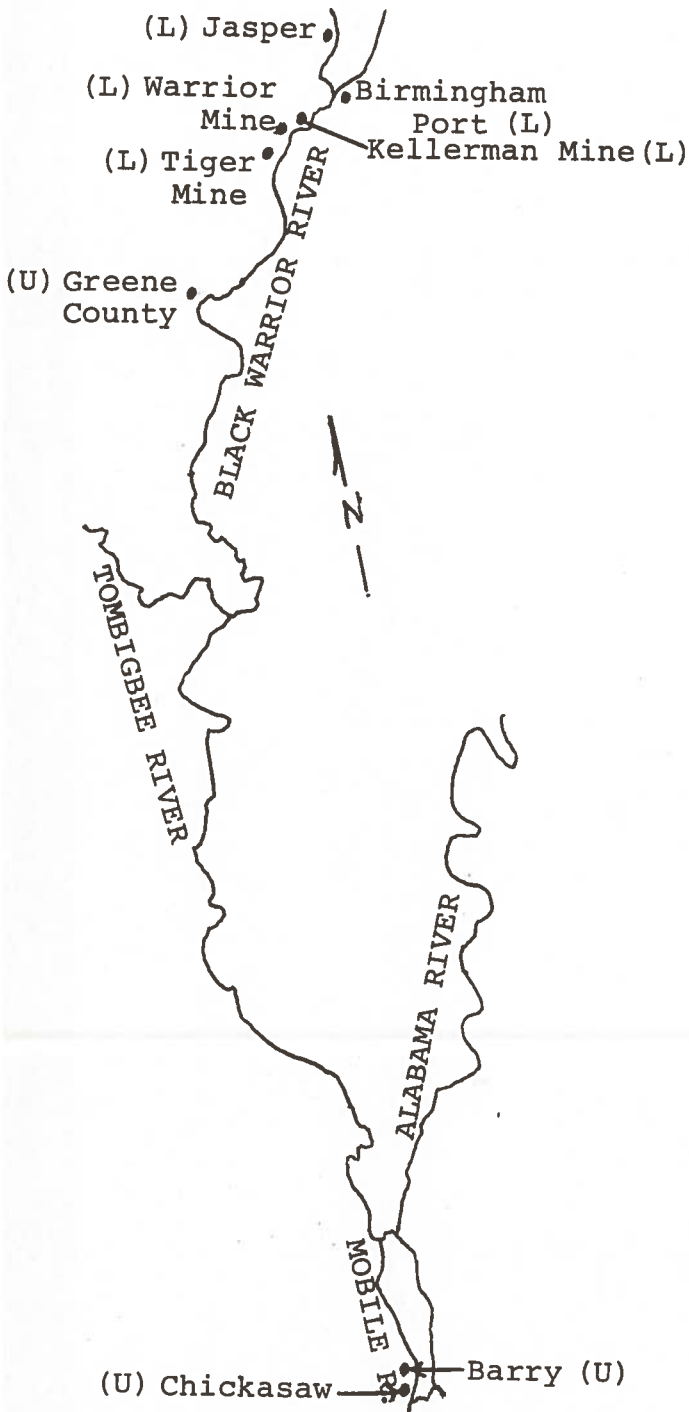 (L) Jasper
(L) Warrior
Mine
Birmingham
Port (L)
Kellerman Mine (L)
(L) Tiger
Mine
(U) Greene
County
BLACK WARRIOR RIVER
N
TOMBIGBEE RIVER
ALABAMA RIVER
MOBILE R.
Barry (U)
(U) Chickasaw